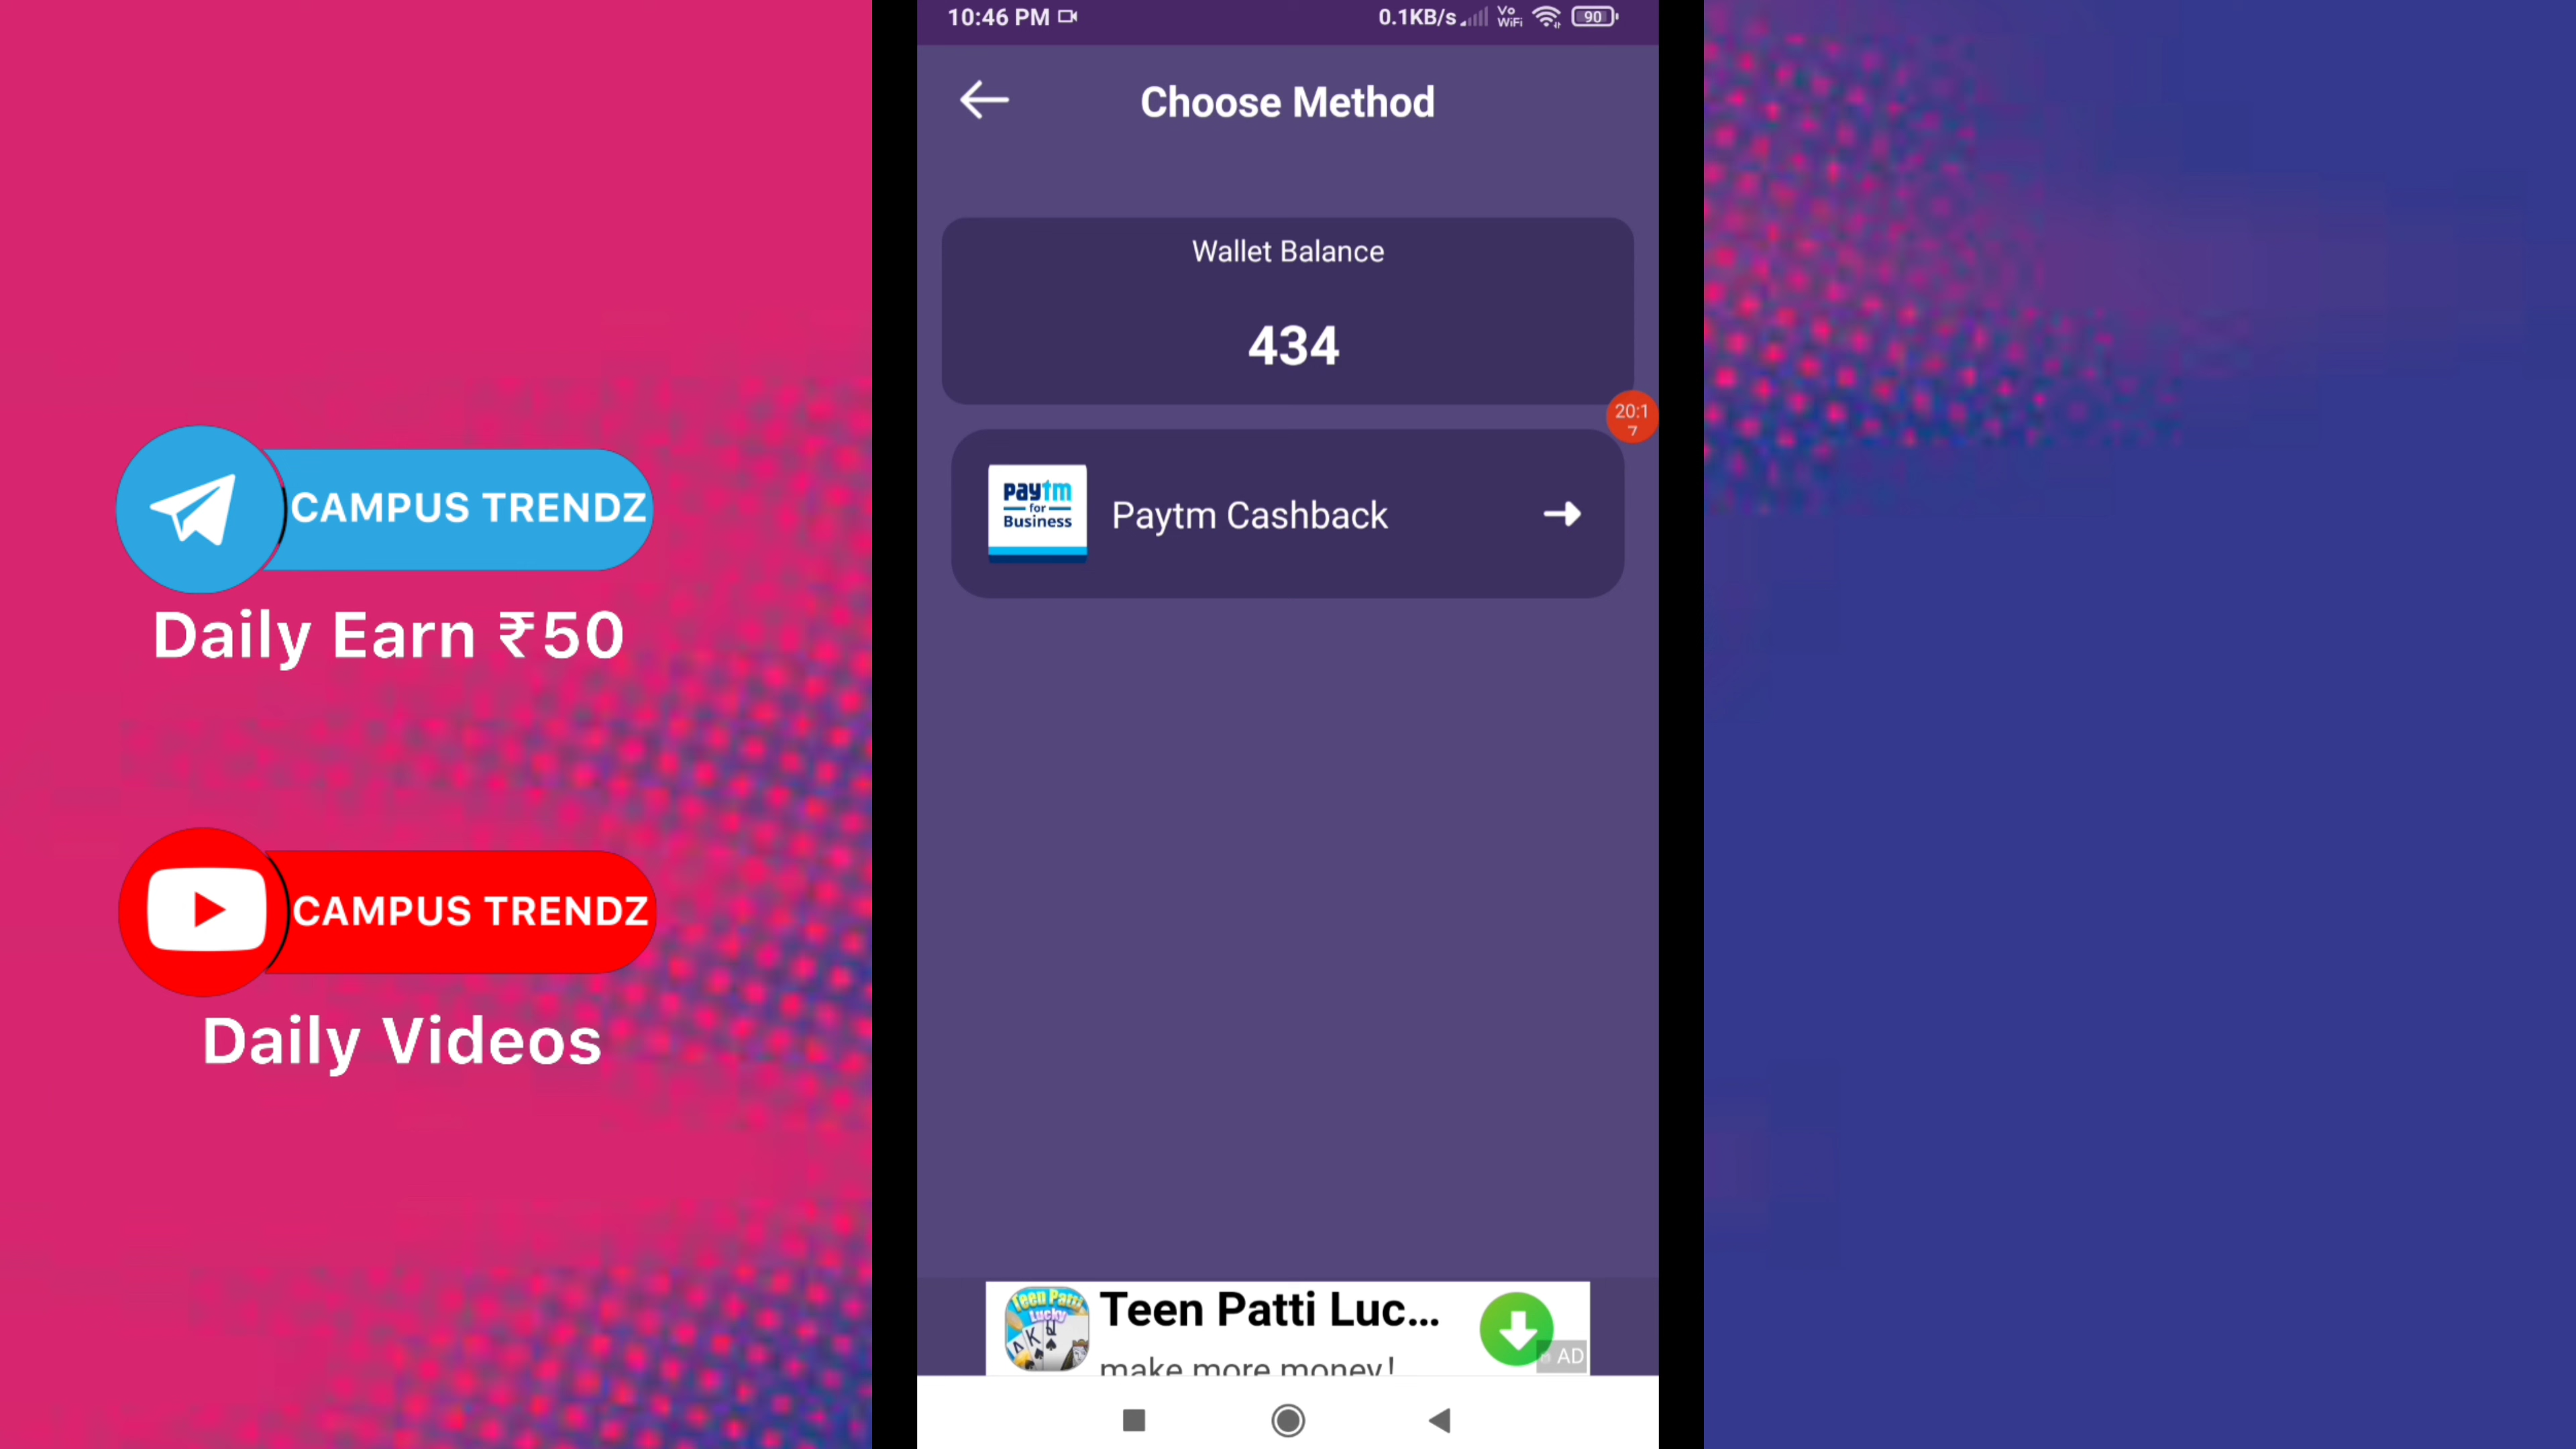 10:46 PM
0.1KB/s Vo WiFi 90
Choose Method
Wallet Balance
434
20:1
7
paytm
for
Business
Paytm Cashback
CAMPUS TRENDZ
Daily Earn ₹50
CAMPUS TRENDZ
Daily Videos
Teen Patti
Lucky
K Q
Teen Patti Luc...
make more money!
AD